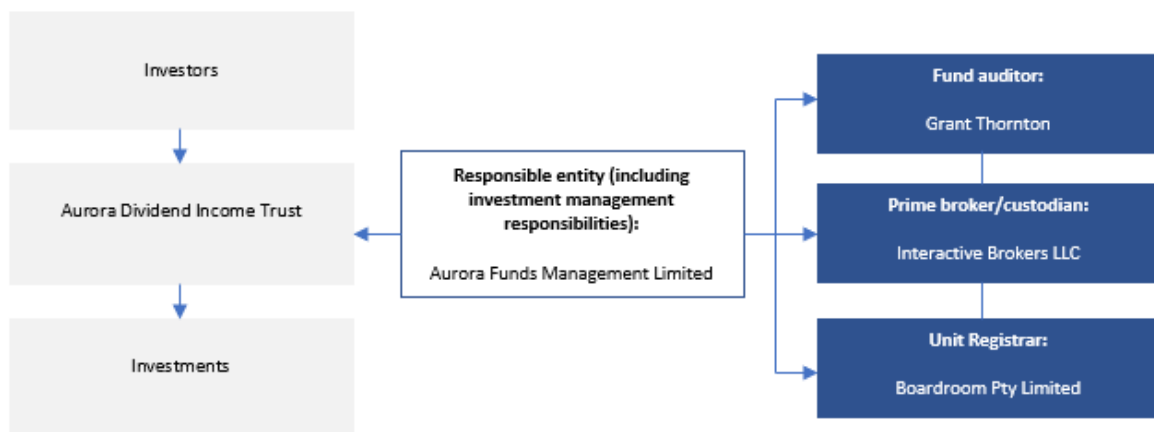 Investors
Aurora Dividend Income Trust
Investments
Responsible entity (including
investment management
responsibilities):
Aurora Funds Management Limited
Fund auditor:
Grant Thornton
Prime broker/custodian:
Interactive Brokers LLC
Unit Registrar:
Boardroom Pty Limited